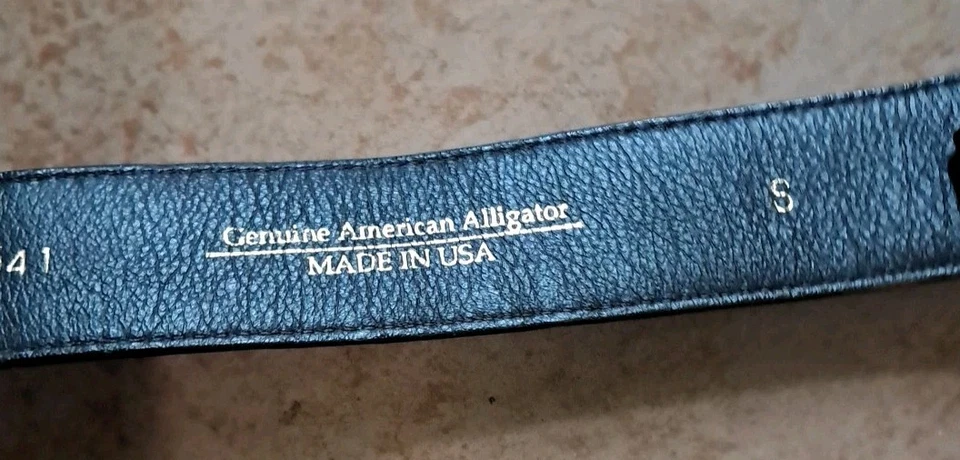 Genuine American Alligator
MADE IN USA
S
41